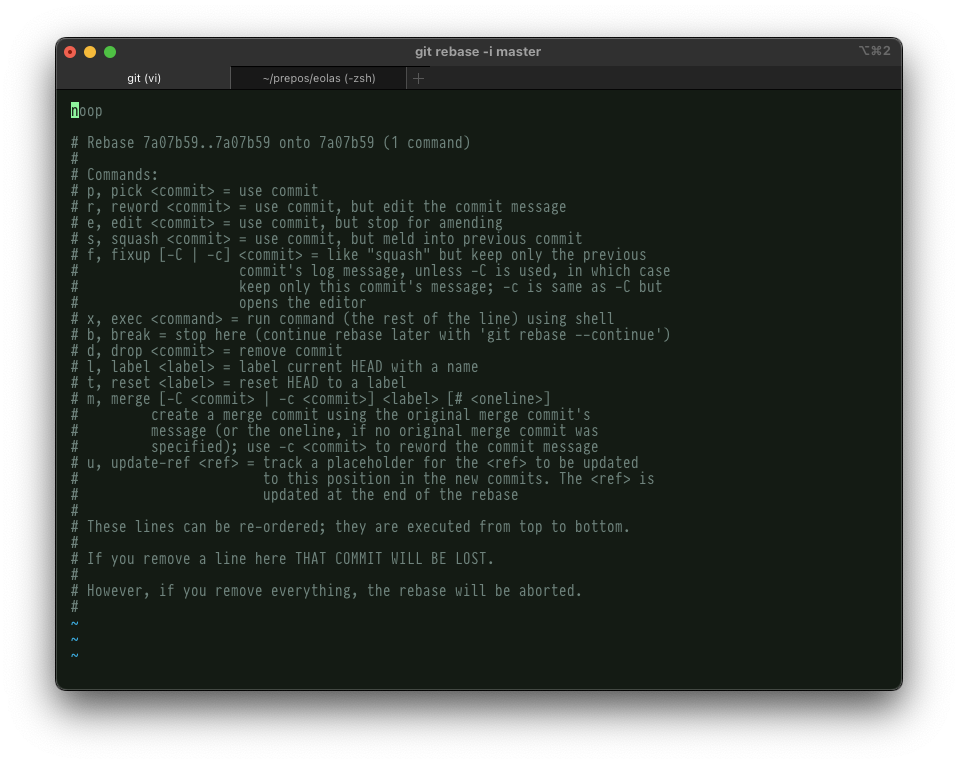 git rebase -i master
⌥⌘2
git (vi)
~/prepos/eolas (-zsh)
+
noop
# Rebase 7a07b59..7a07b59 onto 7a07b59 (1 command)
#
# Commands:
# p, pick <commit> = use commit
# r, reword <commit> = use commit, but edit the commit message
# e, edit <commit> = use commit, but stop for amending
# s, squash <commit> = use commit, but meld into previous commit
# f, fixup [-C | -c] <commit> = like "squash" but keep only the previous
#                    commit's log message, unless -C is used, in which case
#                    keep only this commit's message; -c is same as -C but
#                    opens the editor
# x, exec <command> = run command (the rest of the line) using shell
# b, break = stop here (continue rebase later with 'git rebase --continue')
# d, drop <commit> = remove commit
# l, label <label> = label current HEAD with a name
# t, reset <label> = reset HEAD to a label
# m, merge [-C <commit> | -c <commit>] <label> [# <oneline>]
#         create a merge commit using the original merge commit's
#         message (or the oneline, if no original merge commit was
#         specified); use -c <commit> to reword the commit message
# u, update-ref <ref> = track a placeholder for the <ref> to be updated
#                       to this position in the new commits. The <ref> is
#                       updated at the end of the rebase
#
# These lines can be re-ordered; they are executed from top to bottom.
#
# If you remove a line here THAT COMMIT WILL BE LOST.
#
# However, if you remove everything, the rebase will be aborted.
#
~
~
~